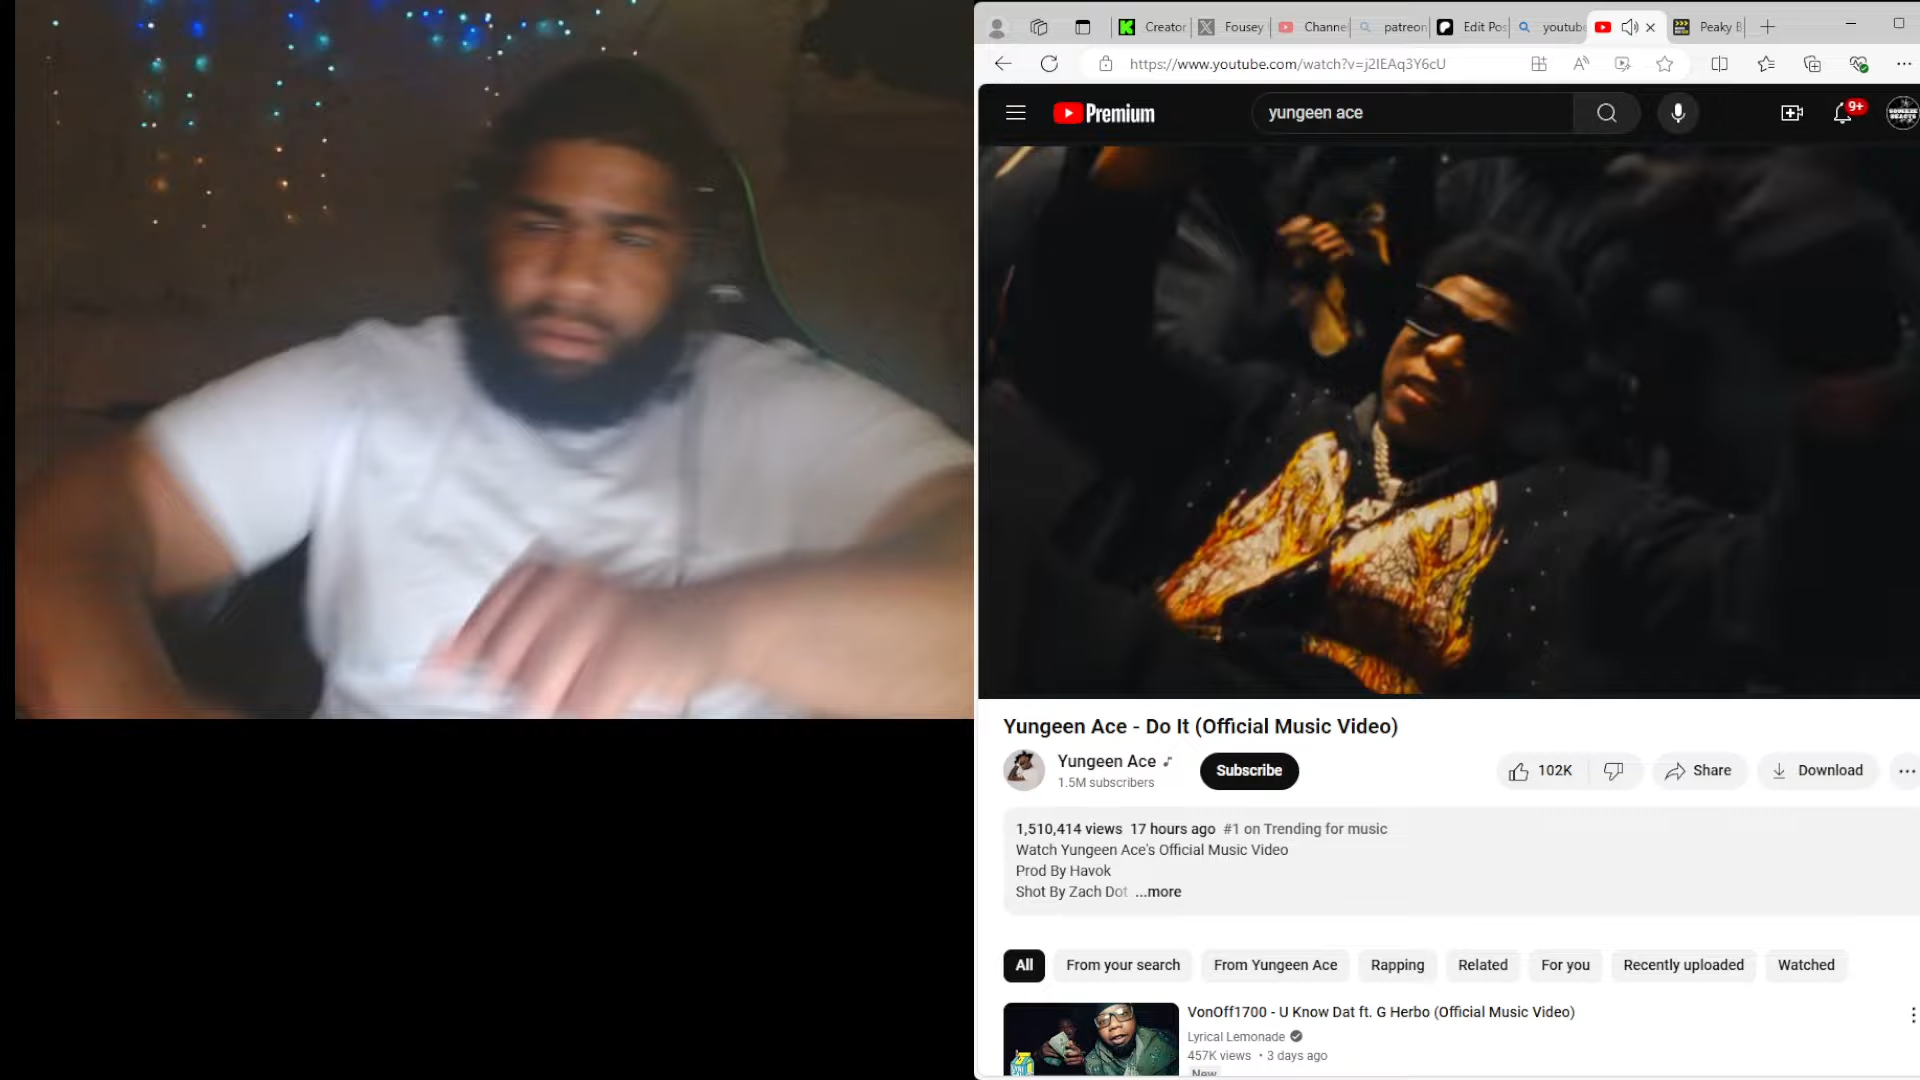 Creator
Fousey
Channe
patreon
Edit Pos
youtube
Peaky B
https://www.youtube.com/watch?v=j2IEAq3Y6cU
Premium
yungeen ace
9+
Yungeen Ace - Do It (Official Music Video)
Yungeen Ace
1.5M subscribers
Subscribe
102K
Share
Download
1,510,414 views 17 hours ago #1 on Trending for music
Watch Yungeen Ace's Official Music Video
Prod By Havok
Shot By Zach Dot ...more
All
From your search
From Yungeen Ace
Rapping
Related
For you
Recently uploaded
Watched
VonOff1700 - U Know Dat ft. G Herbo (Official Music Video)
Lyrical Lemonade
457K views • 3 days ago
New